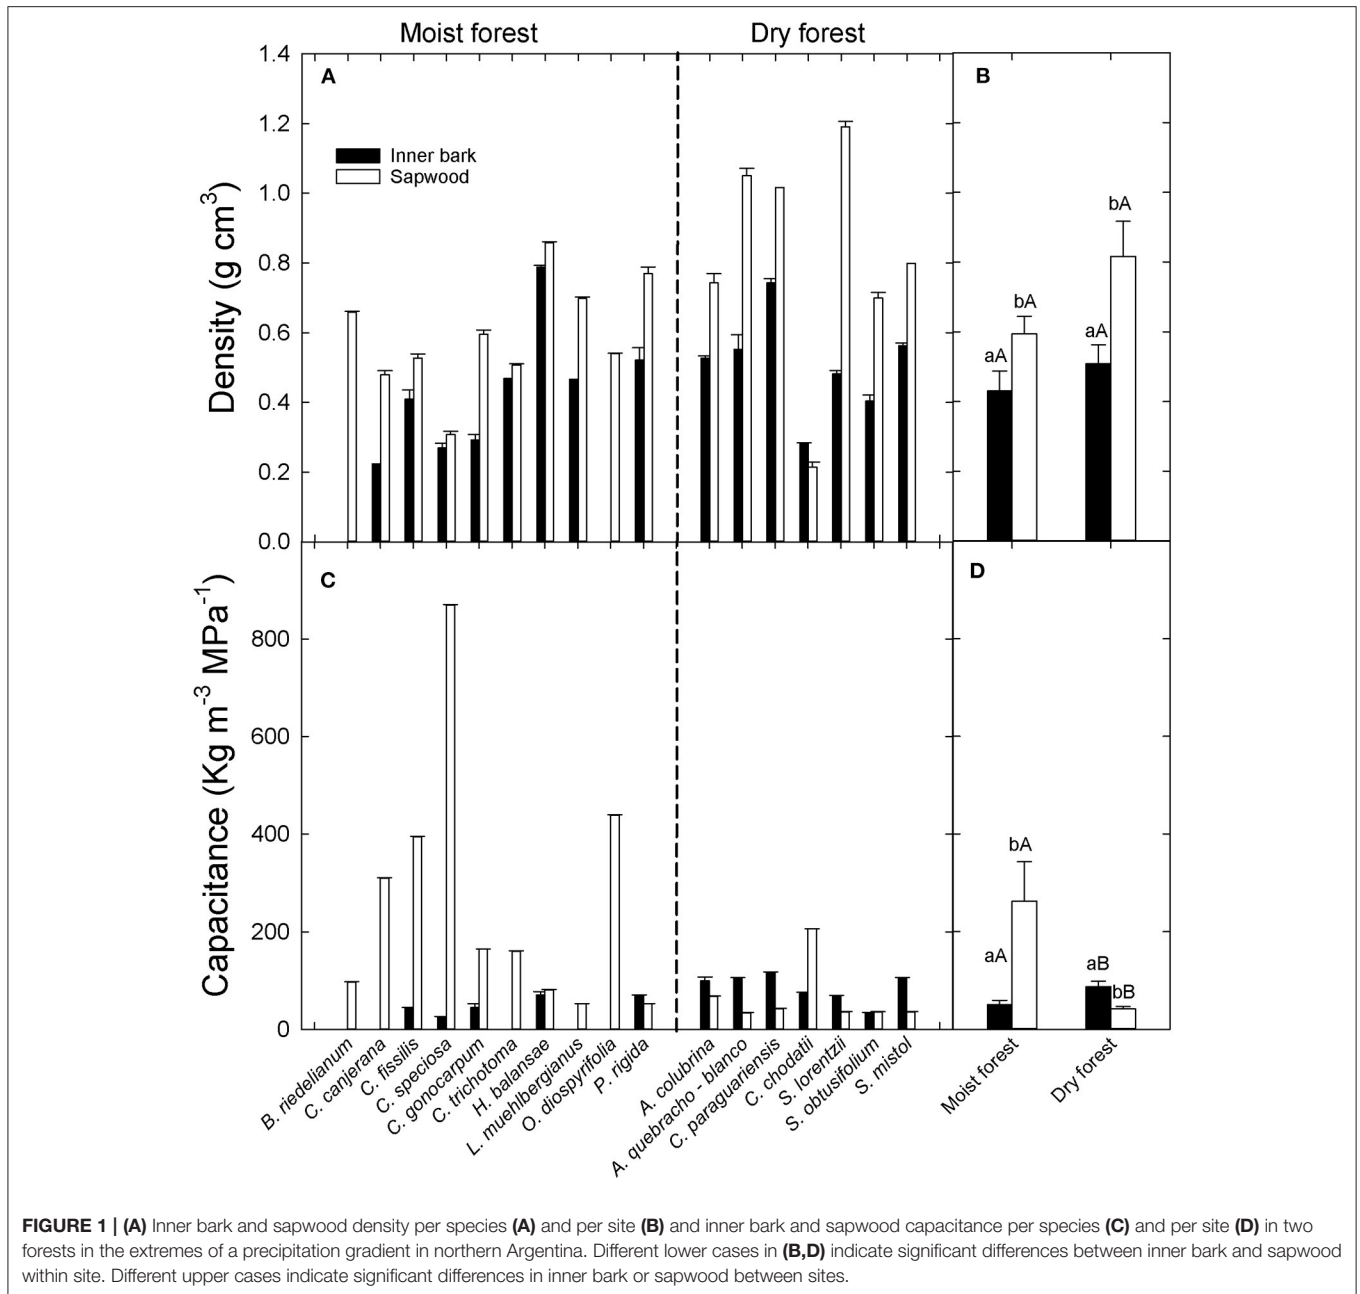 Moist forest
Dry forest
A
B
1.4
1.2
1.0
0.8
0.6
0.4
0.2
0.0
Density (g cm³)
Inner bark
Sapwood
aA
bA
aA
bA
C
D
800
600
400
200
0
Capacitance (Kg m⁻³ MPa⁻¹)
aA
bA
aB
bB
B. riedelianum
C. canjerana
C. fissilis
C. speciosa
C. gonocarpum
C. trichotoma
H. balansae
L. muehlbergianus
O. diospyrifolia
P. rigida
A. colubrina
A. quebracho - blanco
C. paraguariensis
C. chodatii
S. lorentzii
S. obtusifolium
S. mistol
Moist forest
Dry forest
FIGURE 1 | (A) Inner bark and sapwood density per species (A) and per site (B) and inner bark and sapwood capacitance per species (C) and per site (D) in two
forests in the extremes of a precipitation gradient in northern Argentina. Different lower cases in (B,D) indicate significant differences between inner bark and sapwood
within site. Different upper cases indicate significant differences in inner bark or sapwood between sites.